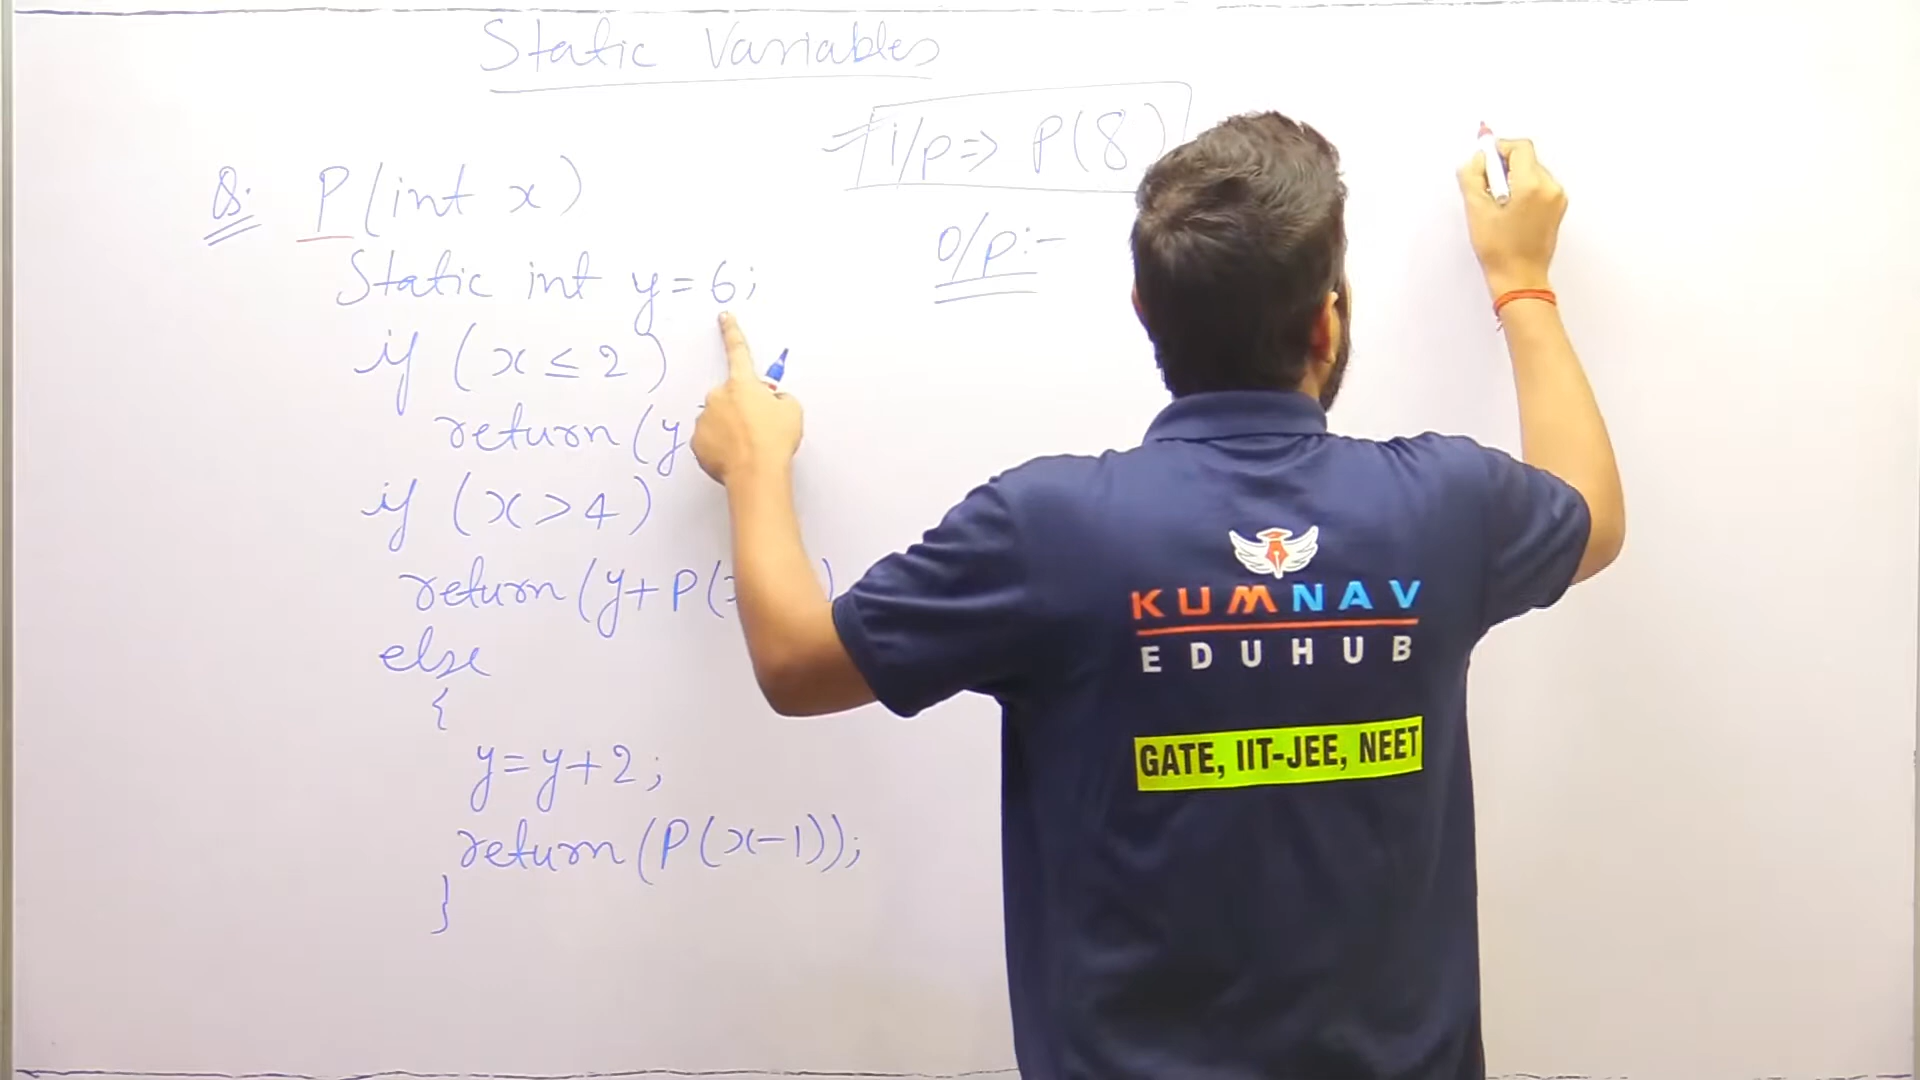 Static Variables
i/p => P(8)
Q. P(int x)
o/p:-
Static int y=6;
if (x ≤ 2)
return (y
if (x>4)
return (y+ P(
else
{
y=y+2;
return (P(x-1));
}
KUMNAV
EDUHUB
GATE, IIT-JEE, NEET